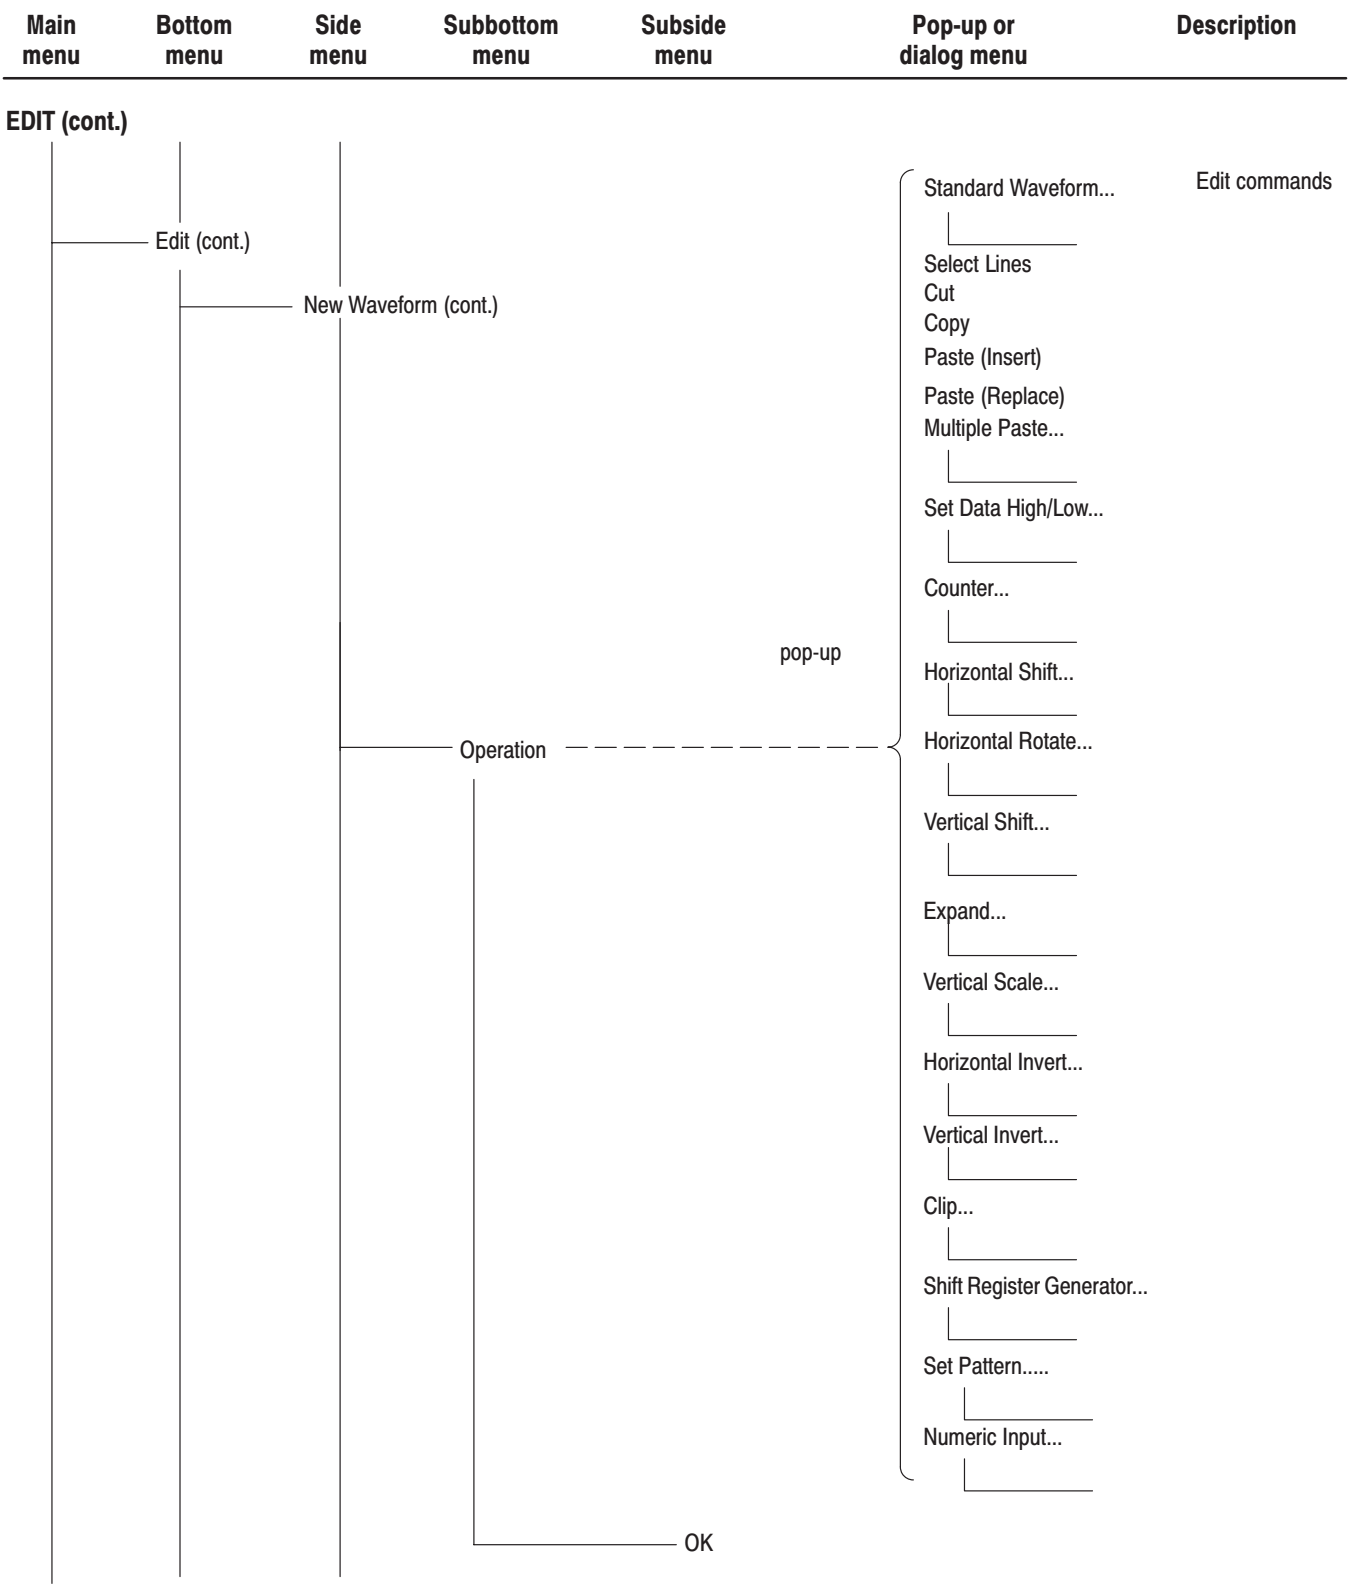 Main menu
Bottom menu
Side menu
Subbottom menu
Subside menu
Pop-up or dialog menu
Description
EDIT (cont.)
Standard Waveform...
Edit commands
Edit (cont.)
Select Lines
Cut
New Waveform (cont.)
Copy
Paste (Insert)
Paste (Replace)
Multiple Paste...
Set Data High/Low...
Counter...
pop-up
Horizontal Shift...
Operation
Horizontal Rotate...
Vertical Shift...
Expand...
Vertical Scale...
Horizontal Invert...
Vertical Invert...
Clip...
Shift Register Generator...
Set Pattern.....
Numeric Input...
OK